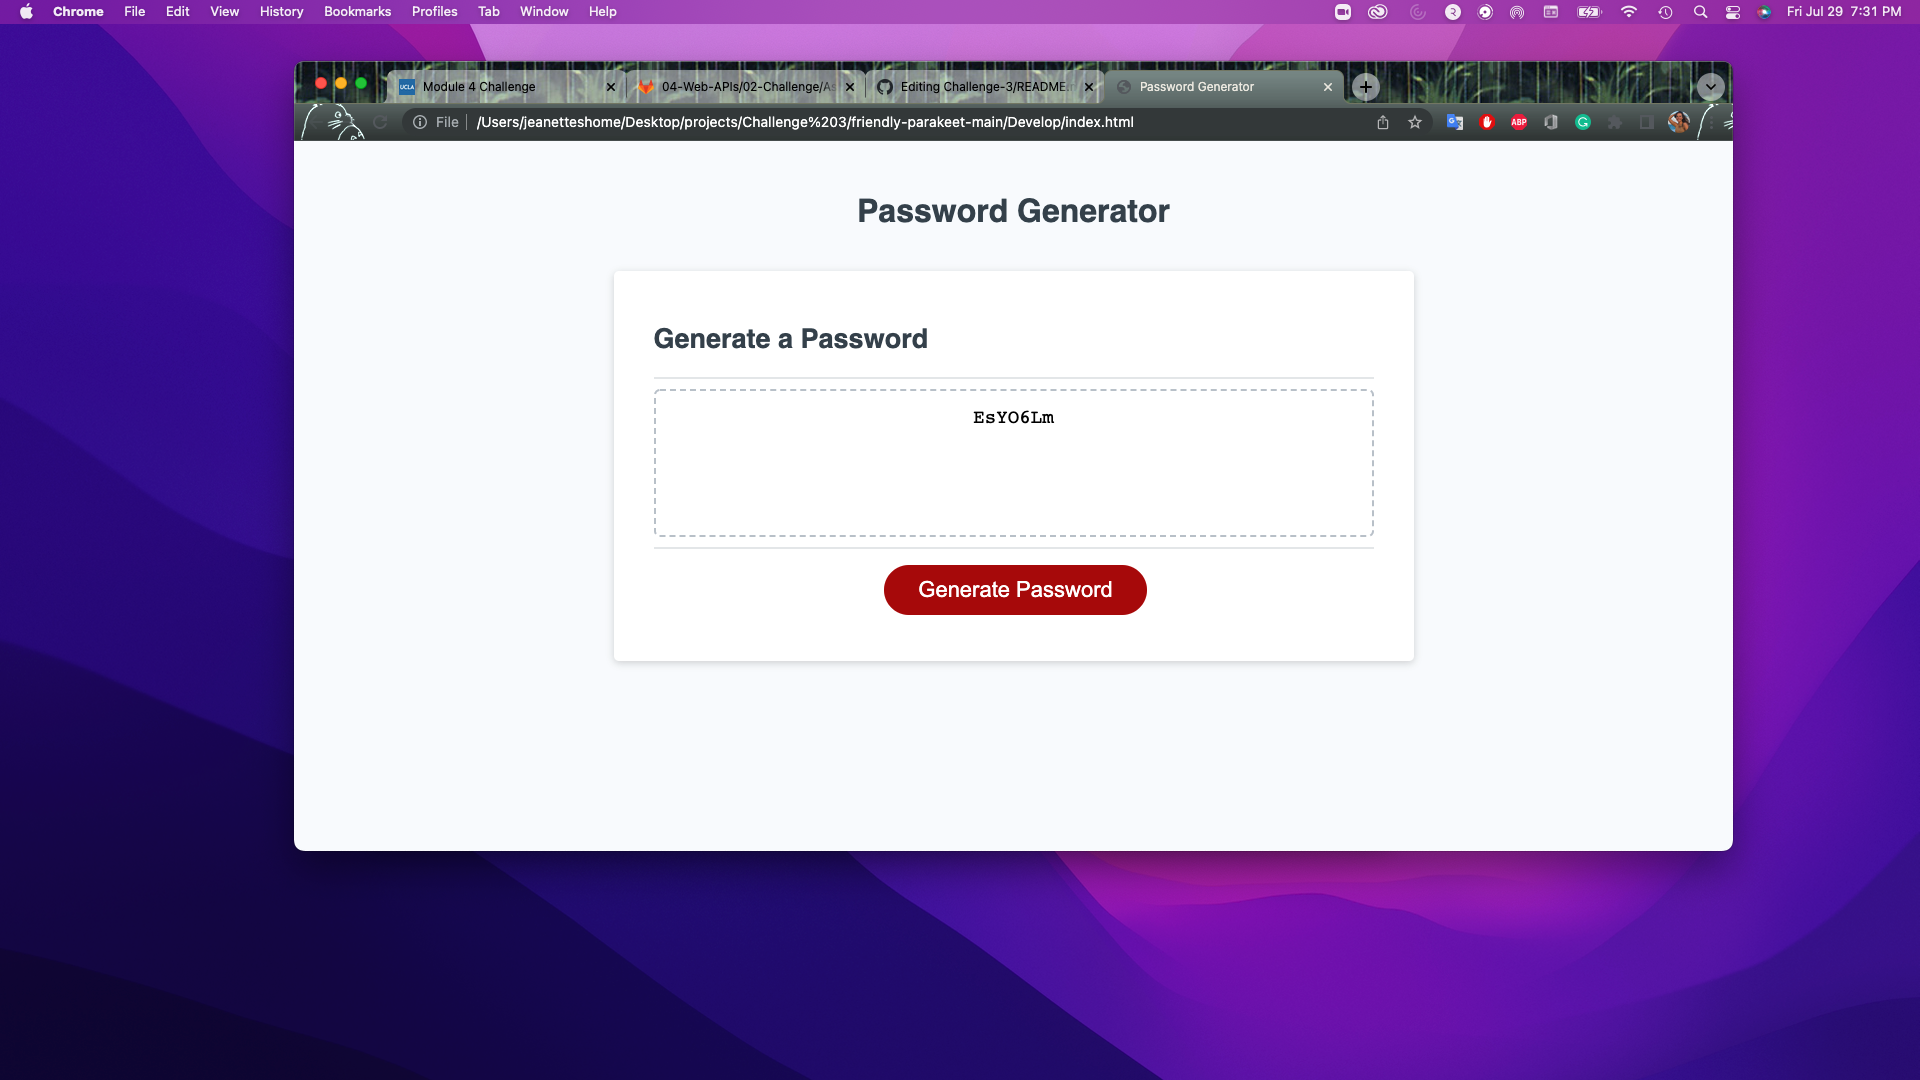 Chrome File Edit View History Bookmarks Profiles Tab Window Help Fri Jul 29 7:31 PM
UCLA Module 4 Challenge 04-Web-APIs/02-Challenge/As Editing Challenge-3/README.m Password Generator
File /Users/jeanetteshome/Desktop/projects/Challenge%203/friendly-parakeet-main/Develop/index.html ABP
Password Generator
Generate a Password
EsYO6Lm
Generate Password